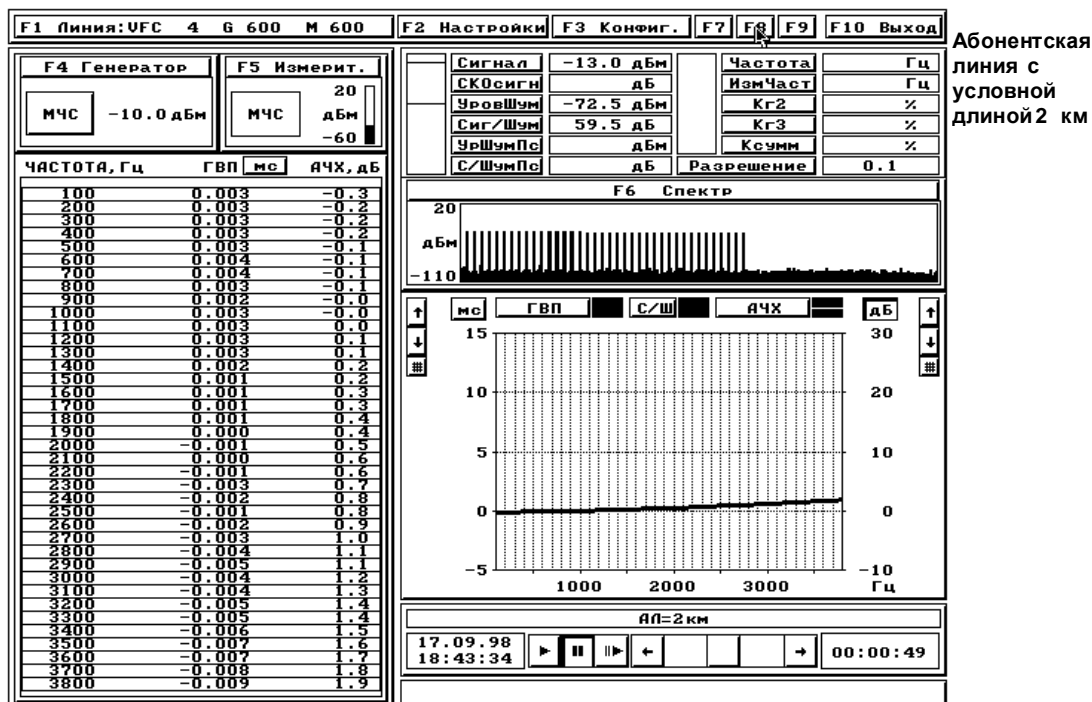 F1 Линия:VFC 4 G 600 M 600
F2 Настройки
F3 Конфиг.
F7
F8
F9
F10 Выход
Абонентская
линия с
условной
длиной 2 км
F4 Генератор
МЧС
-10.0 дБм
F5 Измерит.
МЧС
20
дБм
-60
ЧАСТОТА,Гц ГВП мс АЧХ,дБ
100 0.003 -0.3
200 0.003 -0.2
300 0.003 -0.2
400 0.003 -0.2
500 0.003 -0.1
600 0.004 -0.1
700 0.004 -0.1
800 0.003 -0.1
900 0.002 -0.0
1000 0.003 -0.0
1100 0.003 0.0
1200 0.003 0.1
1300 0.003 0.1
1400 0.002 0.2
1500 0.001 0.2
1600 0.001 0.3
1700 0.001 0.3
1800 0.001 0.4
1900 0.000 0.4
2000 -0.001 0.5
2100 0.000 0.6
2200 -0.001 0.6
2300 -0.003 0.7
2400 -0.002 0.8
2500 -0.001 0.8
2600 -0.002 0.9
2700 -0.003 1.0
2800 -0.004 1.1
2900 -0.005 1.1
3000 -0.004 1.2
3100 -0.004 1.3
3200 -0.005 1.4
3300 -0.005 1.4
3400 -0.006 1.5
3500 -0.007 1.6
3600 -0.007 1.7
3700 -0.008 1.8
3800 -0.009 1.9
Сигнал -13.0 дБм
СКОсигн дБ
УровШум -72.5 дБм
Сиг/Шум 59.5 дБ
УрШумПс дБм
С/ШумПс дБ
Частота Гц
ИзмЧаст Гц
Кг2 %
Кг3 %
Ксумм %
Разрешение 0.1
F6 Спектр
20
дБм
-110
мс ГВП С/Ш АЧХ дБ
15 30
10 20
5 10
0 0
-5 -10
1000 2000 3000 Гц
АЛ=2км
17.09.98
18:43:34
00:00:49